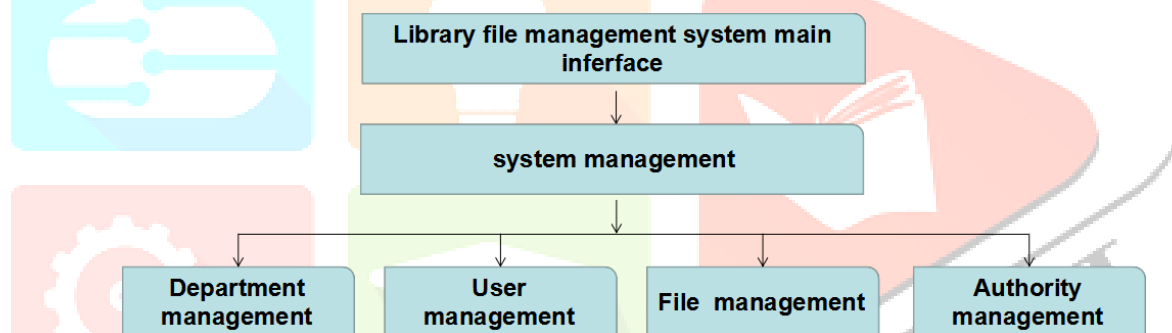 Library file management system main
inferface
system management
Department
management
User
management
File management
Authority
management